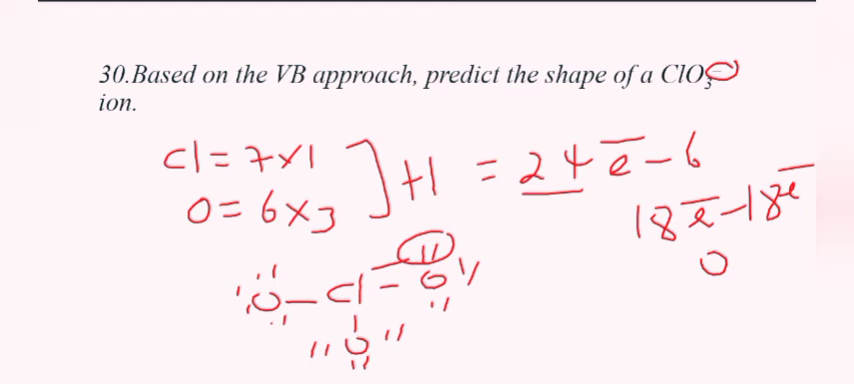 30.Based on the VB approach, predict the shape of a ClO₃⁻
ion.
Cl = 7×1
O = 6×3
] +1 = 24 e̅ − 6
18 e̅ − 18 e̅
0
O − Cl − O
|
O